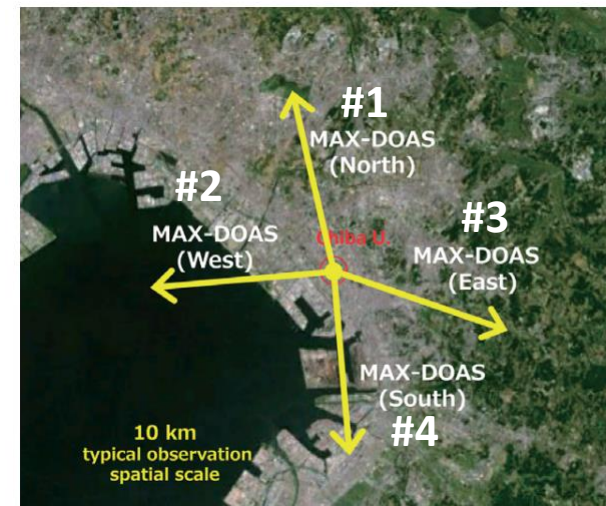 #1
MAX-DOAS
(North)
#2
MAX-DOAS
(West)
Chiba U.
#3
MAX-DOAS
(East)
MAX-DOAS
(South)
#4
10 km
typical observation
spatial scale